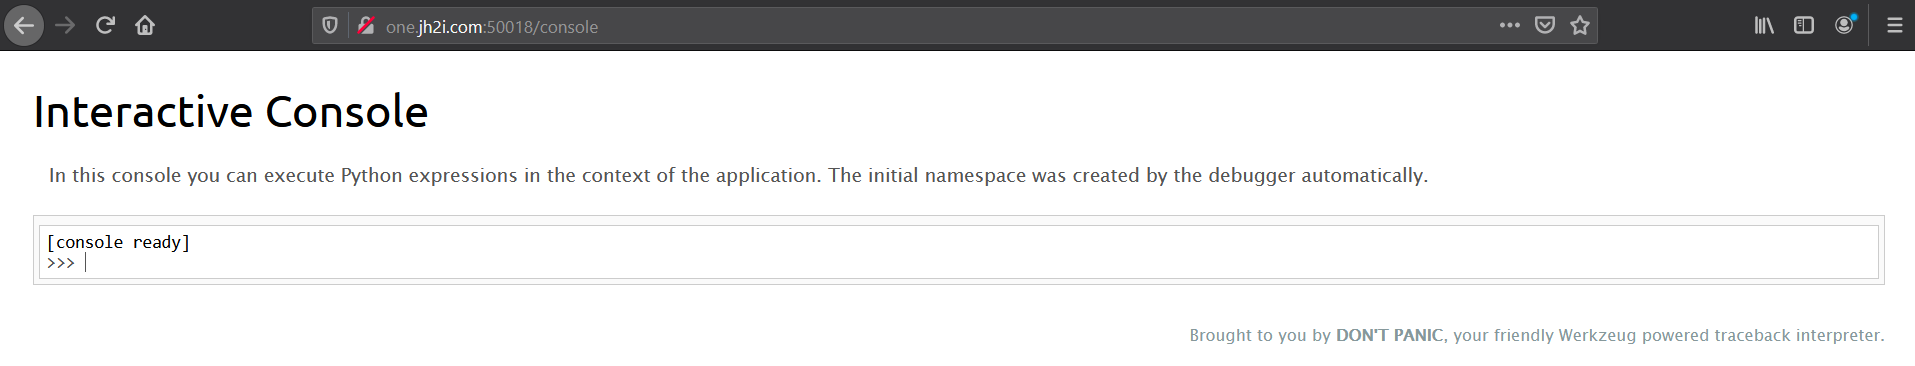 one.jh2i.com:50018/console
Interactive Console
In this console you can execute Python expressions in the context of the application. The initial namespace was created by the debugger automatically.
[console ready]
>>>
Brought to you by DON'T PANIC, your friendly Werkzeug powered traceback interpreter.